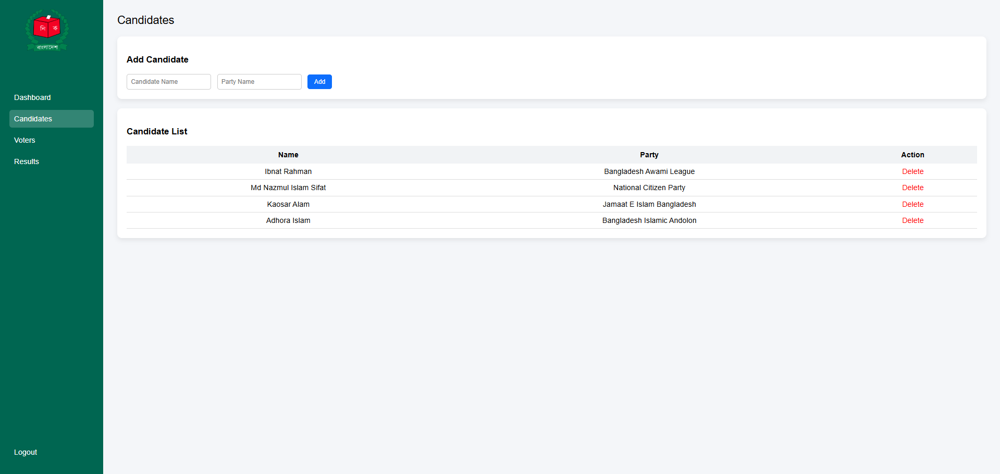 নি ক
বাংলাদেশ
Dashboard
Candidates
Voters
Results
Logout
Candidates
Add Candidate
Candidate Name Party Name Add
Candidate List
Name Party Action
Ibnat Rahman Bangladesh Awami League Delete
Md Nazmul Islam Sifat National Citizen Party Delete
Kaosar Alam Jamaat E Islam Bangladesh Delete
Adhora Islam Bangladesh Islamic Andolon Delete